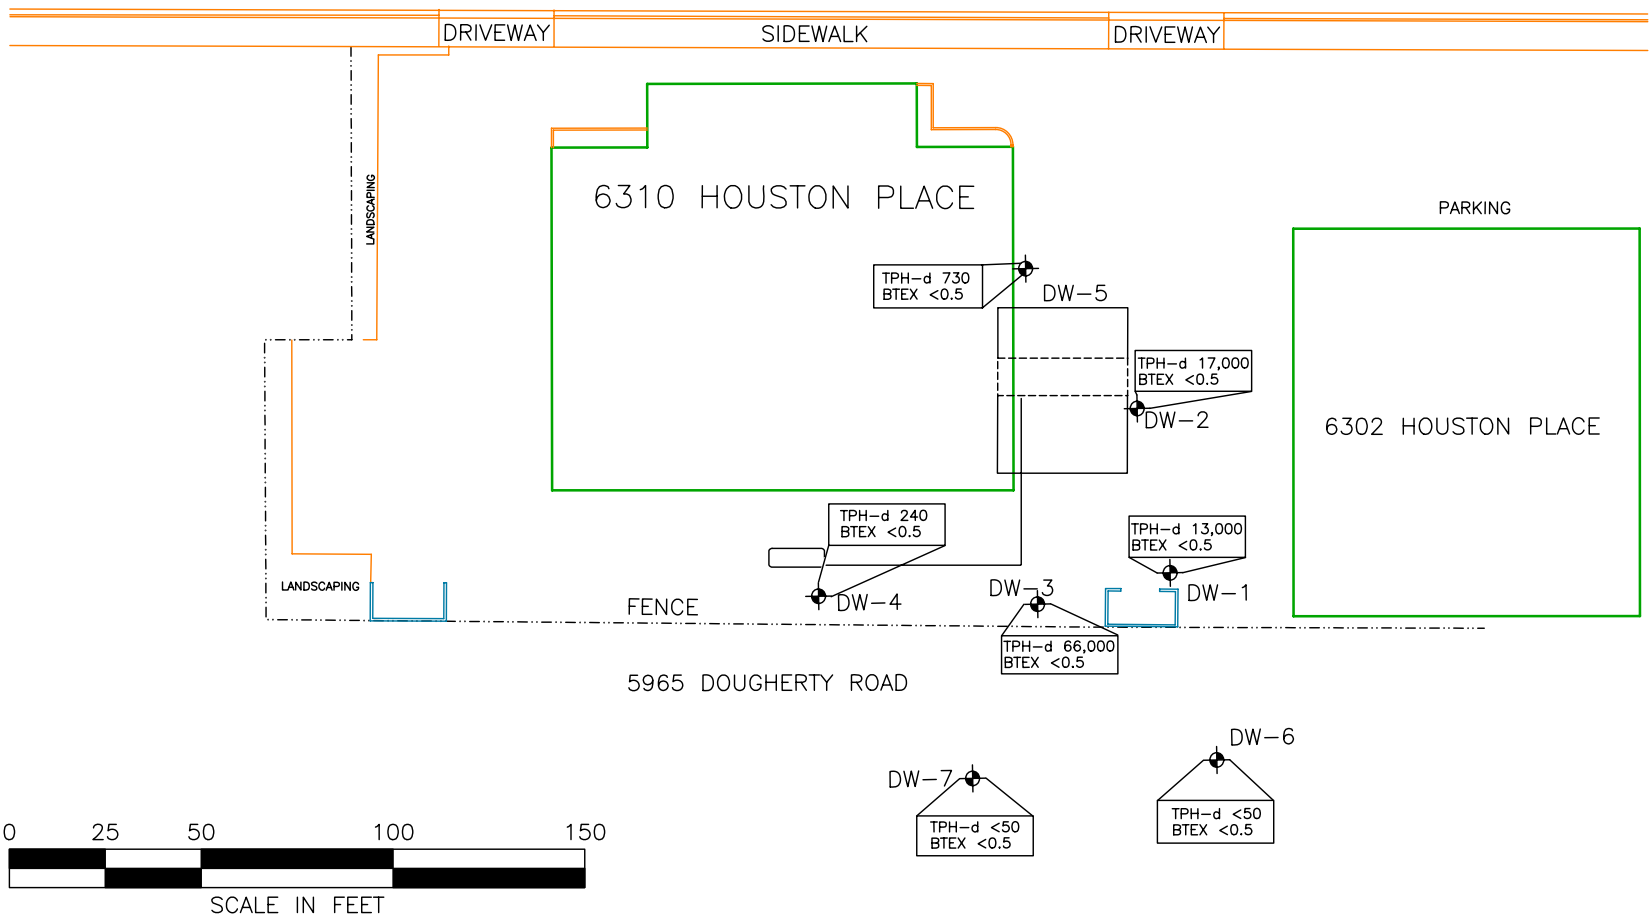 DRIVEWAY
SIDEWALK
DRIVEWAY
LANDSCAPING
6310 HOUSTON PLACE
PARKING
TPH-d 730
BTEX <0.5
DW-5
TPH-d 17,000
BTEX <0.5
DW-2
6302 HOUSTON PLACE
TPH-d 240
BTEX <0.5
TPH-d 13,000
BTEX <0.5
LANDSCAPING
FENCE
DW-4
DW-3
DW-1
TPH-d 66,000
BTEX <0.5
5965 DOUGHERTY ROAD
DW-6
DW-7
TPH-d <50
BTEX <0.5
TPH-d <50
BTEX <0.5
0 25 50 100 150
SCALE IN FEET